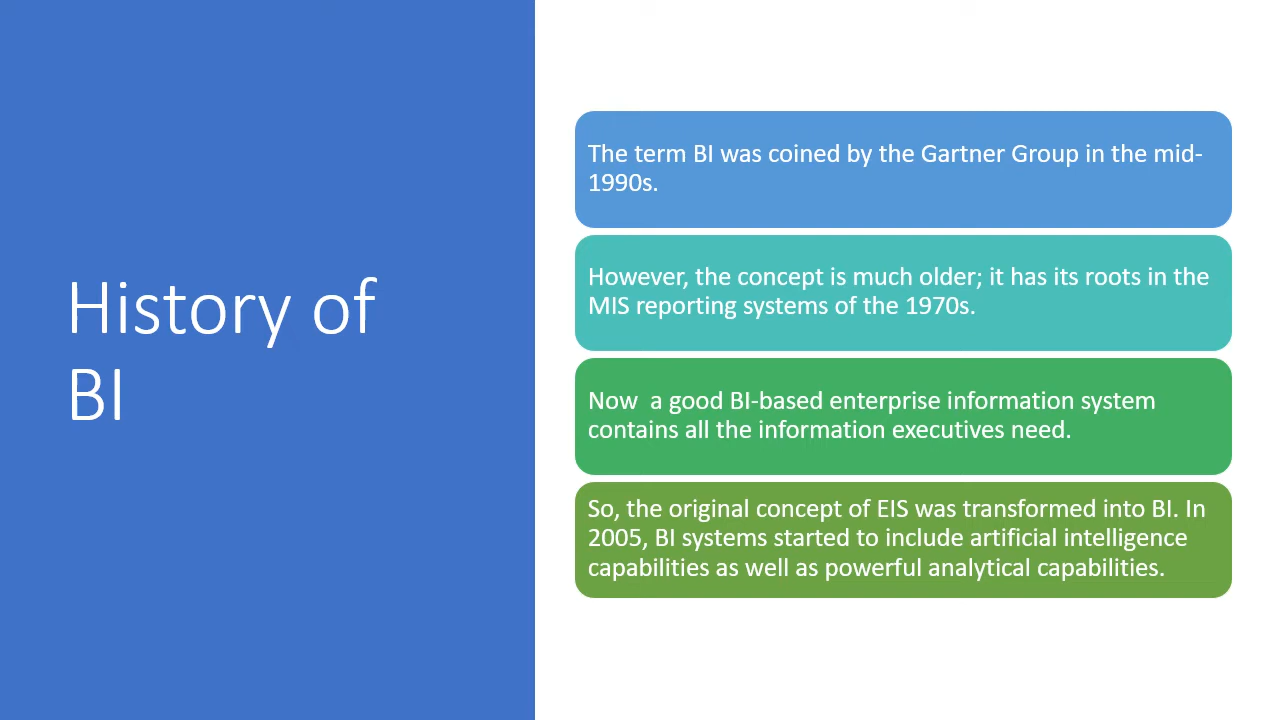 History of
BI
The term BI was coined by the Gartner Group in the mid-
1990s.
However, the concept is much older; it has its roots in the
MIS reporting systems of the 1970s.
Now  a good BI-based enterprise information system
contains all the information executives need.
So, the original concept of EIS was transformed into BI. In
2005, BI systems started to include artificial intelligence
capabilities as well as powerful analytical capabilities.